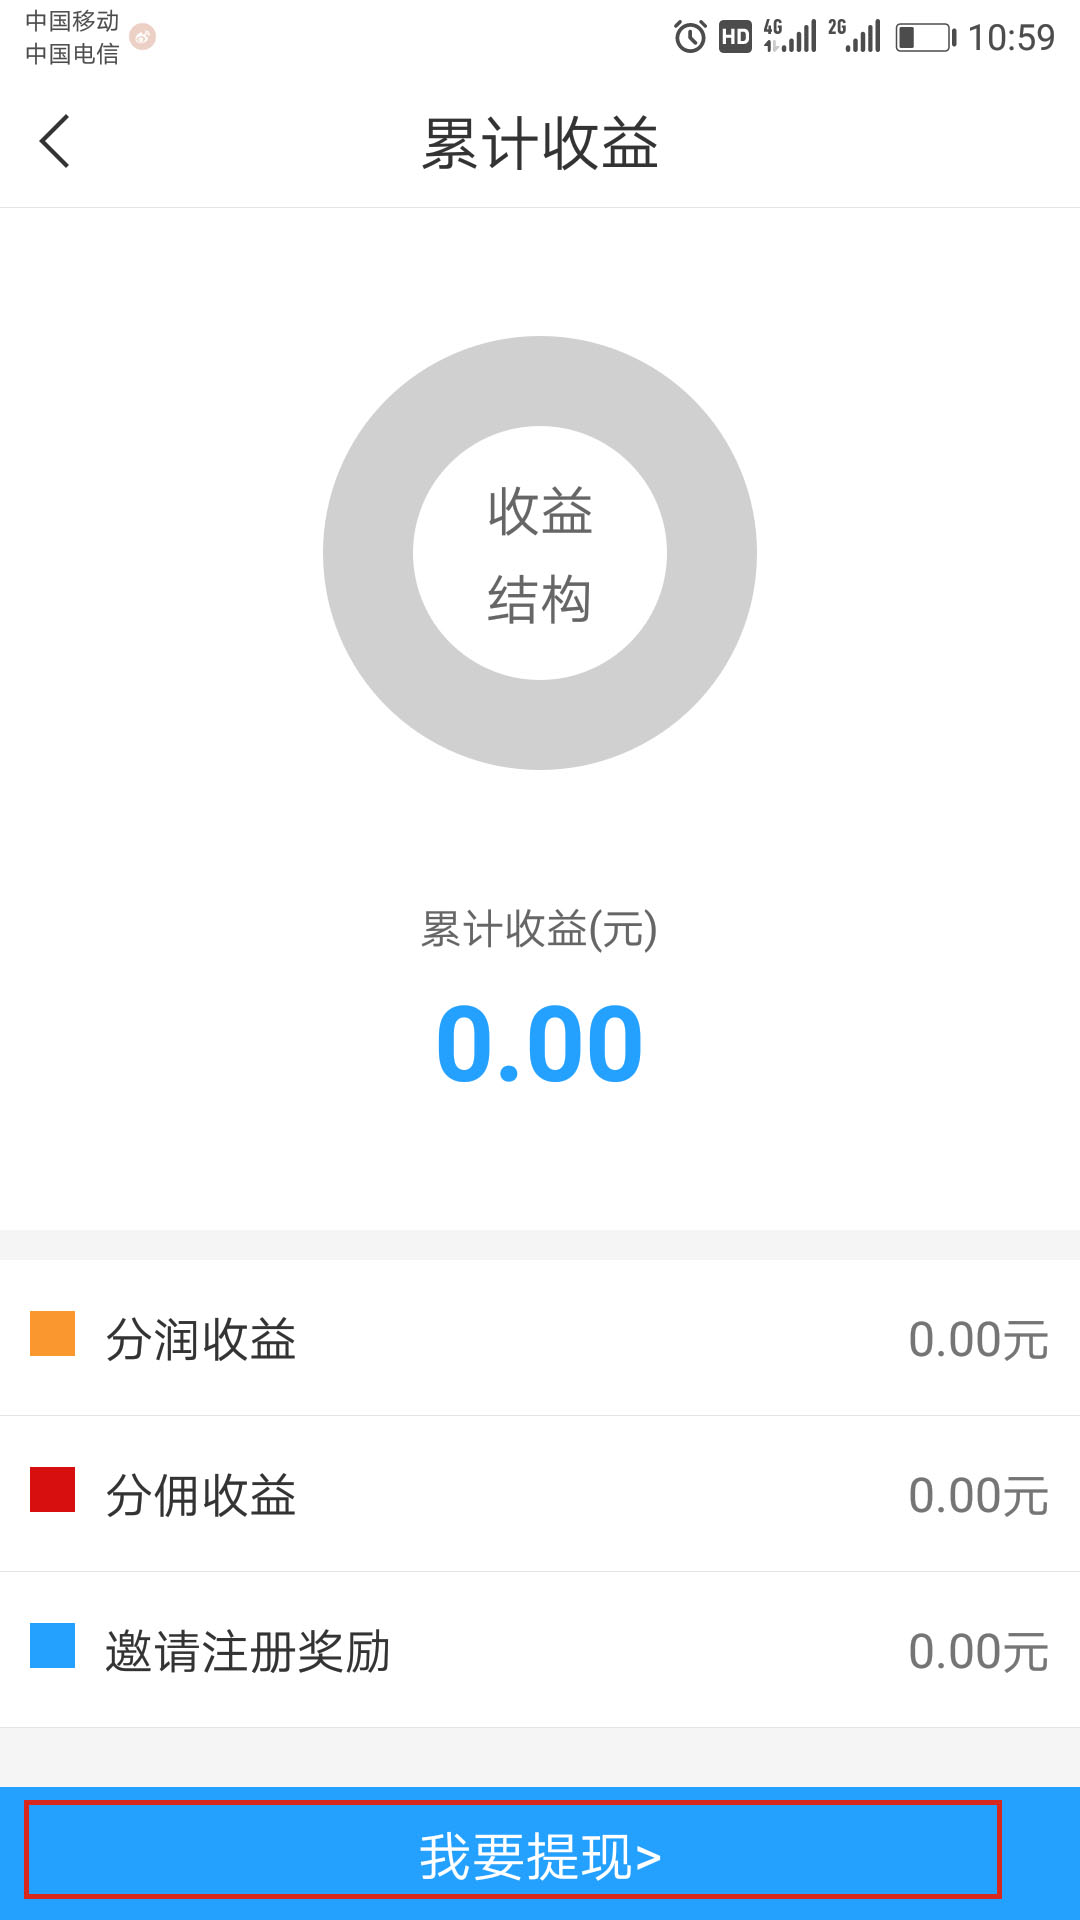 中国移动
中国电信
HD 4G 2G 10:59
累计收益
收益
结构
累计收益(元)
0.00
分润收益 0.00元
分佣收益 0.00元
邀请注册奖励 0.00元
我要提现>